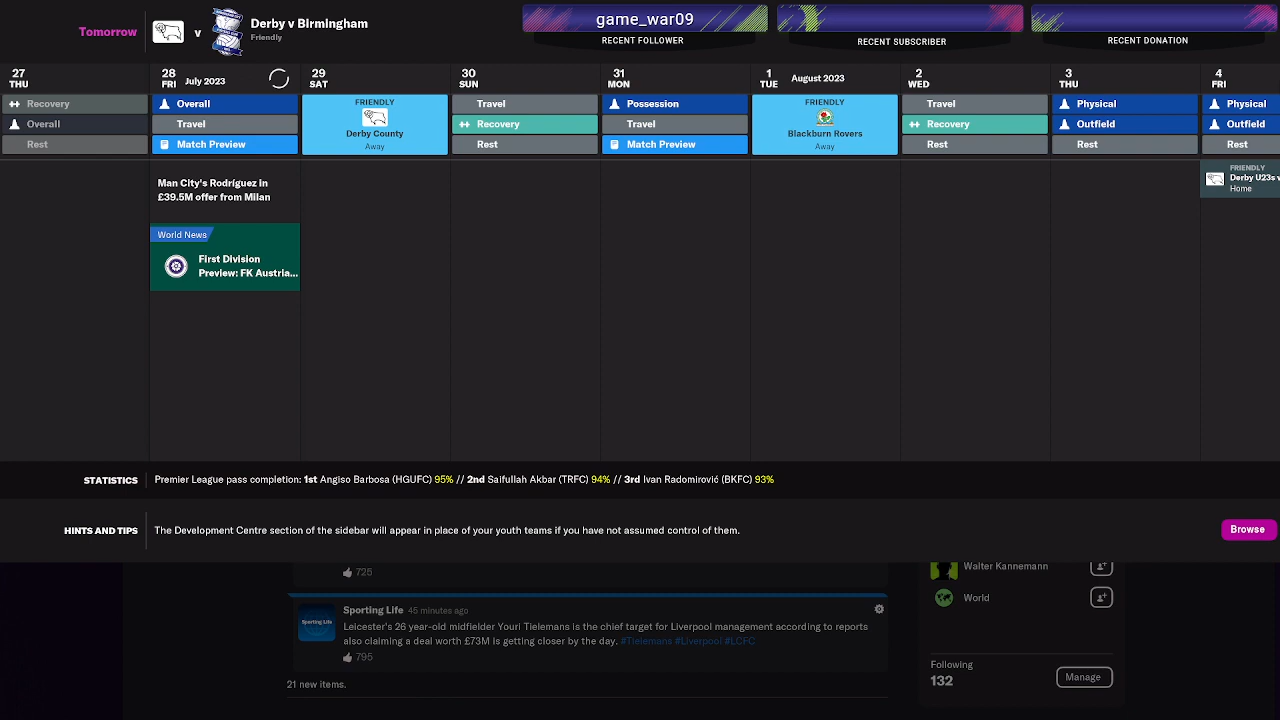 Tomorrow
v
Derby v Birmingham
Friendly
game_war09
RECENT FOLLOWER
RECENT SUBSCRIBER
RECENT DONATION
27
THU
28
FRI
July 2023
29
SAT
30
SUN
31
MON
1
TUE
August 2023
2
WED
3
THU
4
FRI
Recovery
Overall
Rest
Overall
Travel
Match Preview
FRIENDLY
Derby County
Away
Travel
Recovery
Rest
Possession
Travel
Match Preview
FRIENDLY
Blackburn Rovers
Away
Travel
Recovery
Rest
Physical
Outfield
Rest
Physical
Outfield
Rest
Man City's Rodríguez in
£39.5M offer from Milan
World News
First Division
Preview: FK Austria...
FRIENDLY
Derby U23s v
Home
STATISTICS
Premier League pass completion: 1st Angiso Barbosa (HGUFC) 95% // 2nd Saifullah Akbar (TRFC) 94% // 3rd Ivan Radomirović (BKFC) 93%
HINTS AND TIPS
The Development Centre section of the sidebar will appear in place of your youth teams if you have not assumed control of them.
Browse
725
Walter Kannemann
World
Sporting Life
Sporting Life 45 minutes ago
Leicester's 26 year-old midfielder Youri Tielemans is the chief target for Liverpool management according to reports
also claiming a deal worth £73M is getting closer by the day. #Tielemans #Liverpool #LCFC
795
21 new items.
Following
132
Manage